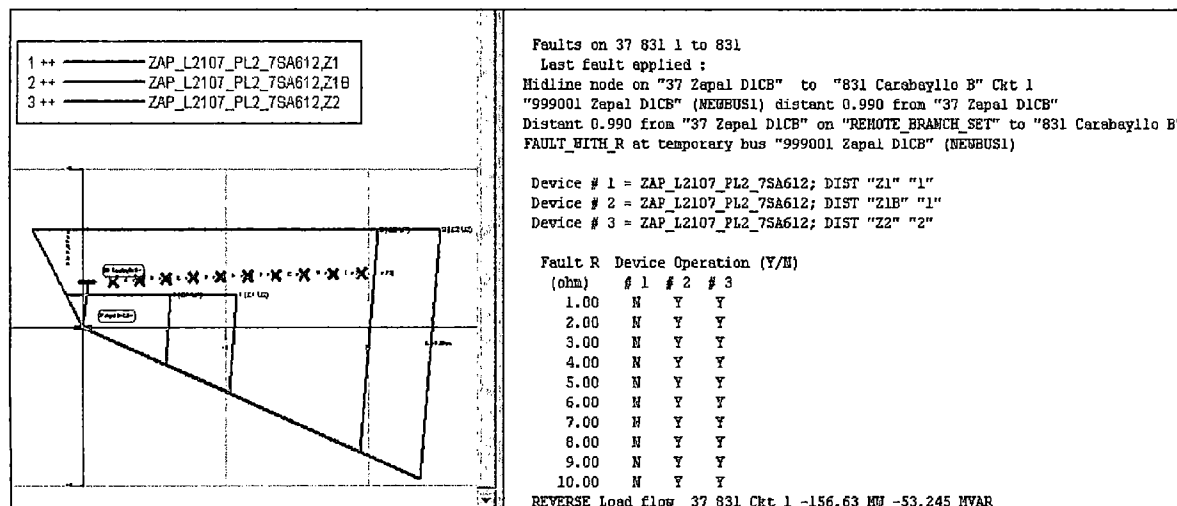 1 ++ ZAP_L2107_PL2_7SA612,Z1
2 ++ ZAP_L2107_PL2_7SA612,Z1B
3 ++ ZAP_L2107_PL2_7SA612,Z2
Faults on 37 831 1 to 831
Last fault applied :
Midline node on "37 Zapal D1CB" to "831 Carabayllo B" Ckt 1
"999001 Zapal D1CB" (NEWBUS1) distant 0.990 from "37 Zapal D1CB"
Distant 0.990 from "37 Zapal D1CB" on "REMOTE_BRANCH_SET" to "831 Carabayllo B"
FAULT_WITH_R at temporary bus "999001 Zapal D1CB" (NEWBUS1)
Device # 1 = ZAP_L2107_PL2_7SA612; DIST "Z1" "1"
Device # 2 = ZAP_L2107_PL2_7SA612; DIST "Z1B" "1"
Device # 3 = ZAP_L2107_PL2_7SA612; DIST "Z2" "2"
Fault R Device Operation (Y/N)
(ohm) # 1 # 2 # 3
1.00 N Y Y
2.00 N Y Y
3.00 N Y Y
4.00 N Y Y
5.00 N Y Y
6.00 N Y Y
7.00 N Y Y
8.00 N Y Y
9.00 N Y Y
10.00 N Y Y
REVERSE Load flow 37 831 Ckt 1 -156.63 MW -53.245 MVAR